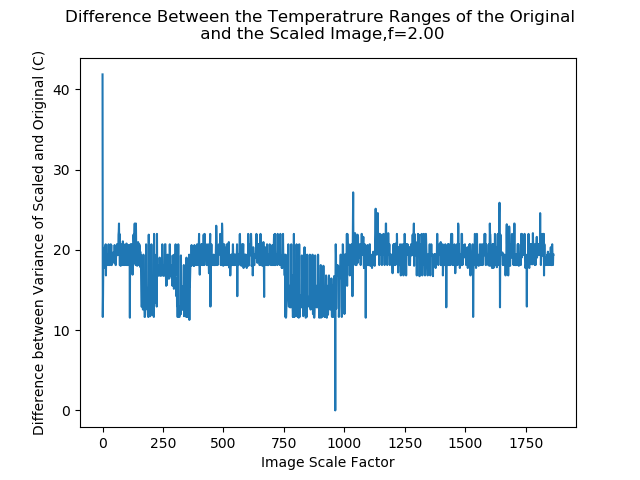 Difference Between the Temperatrure Ranges of the Original
and the Scaled Image,f=2.00
Difference between Variance of Scaled and Original (C)
40
30
20
10
0
0 250 500 750 1000 1250 1500 1750
Image Scale Factor